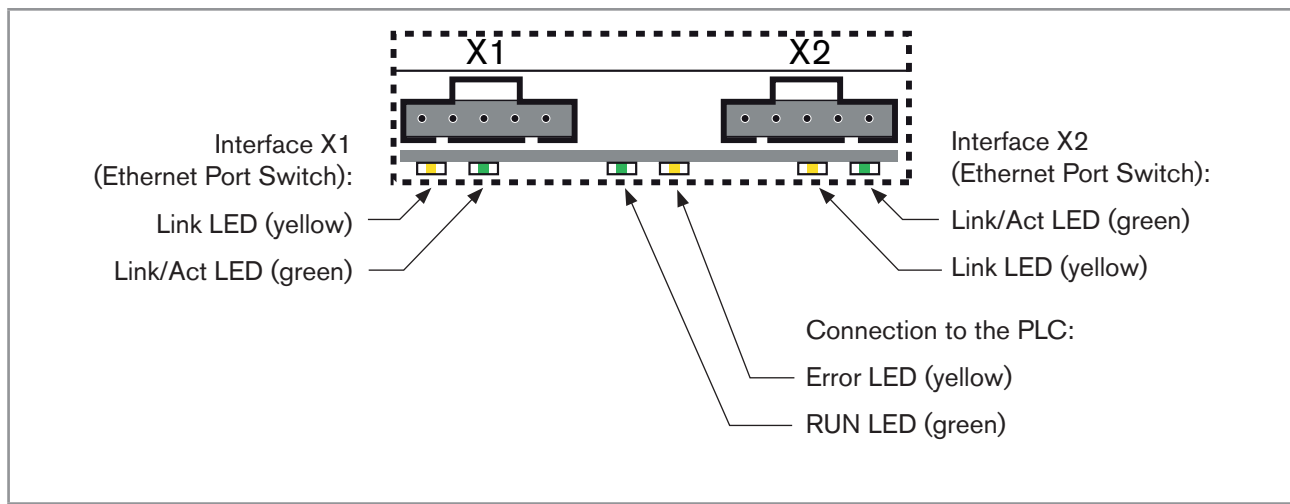 X1
X2
Interface X1
(Ethernet Port Switch):
Link LED (yellow)
Link/Act LED (green)
Interface X2
(Ethernet Port Switch):
Link/Act LED (green)
Link LED (yellow)
Connection to the PLC:
Error LED (yellow)
RUN LED (green)